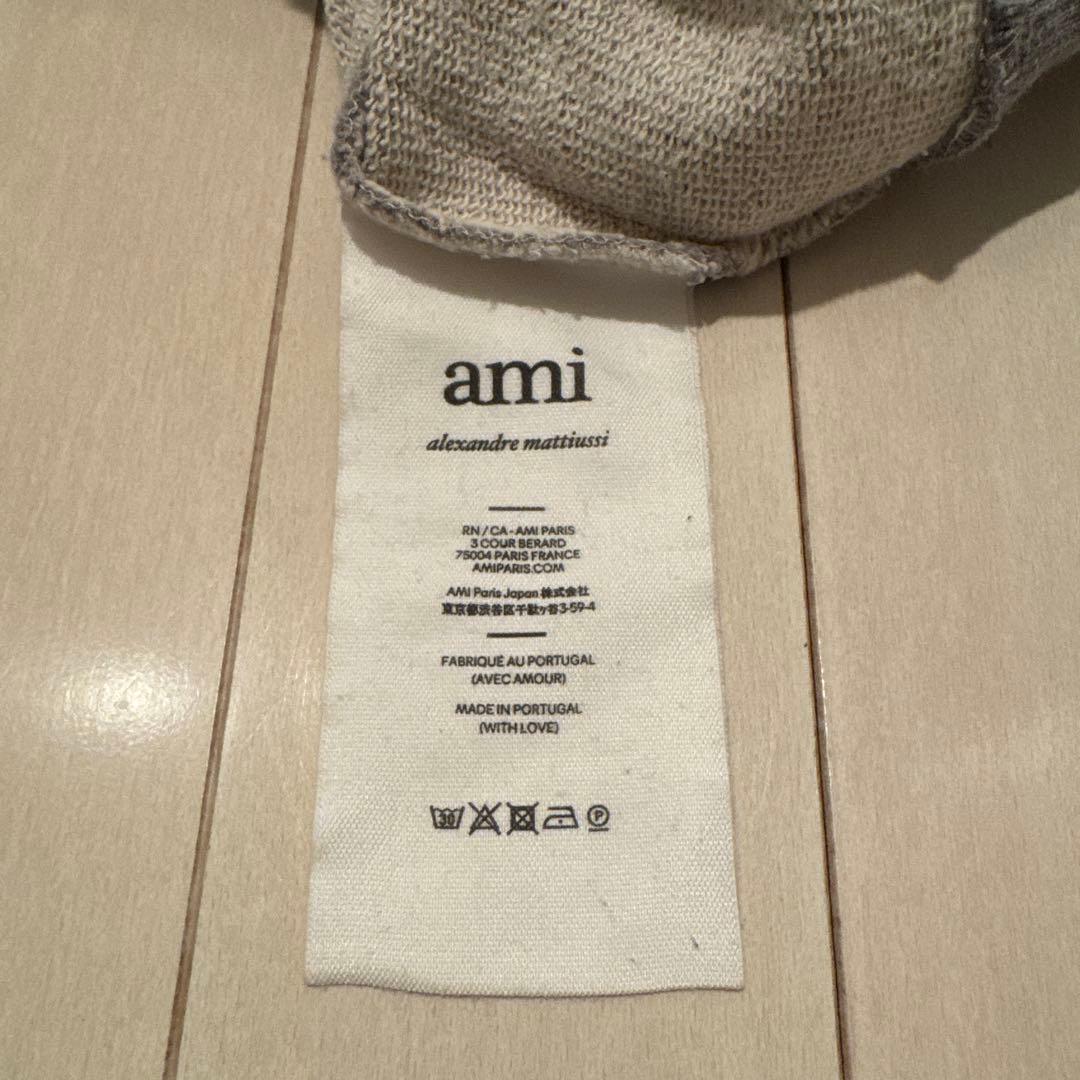 ami
alexandre mattiussi
RN / CA - AMI PARIS
3 COUR BERARD
75004 PARIS FRANCE
AMIPARIS.COM
AMI Paris Japan 株式会社
東京都渋谷区千駄ヶ谷3-59-4
FABRIQUÉ AU PORTUGAL
(AVEC AMOUR)
MADE IN PORTUGAL
(WITH LOVE)
30 P